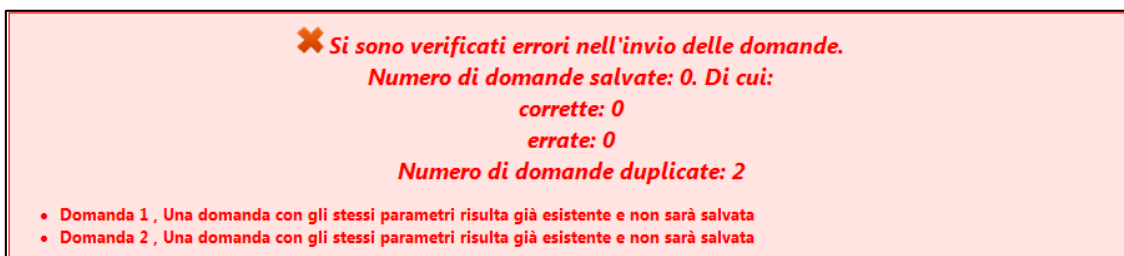 Si sono verificati errori nell'invio delle domande.
Numero di domande salvate: 0. Di cui:
corrette: 0
errate: 0
Numero di domande duplicate: 2
• Domanda 1 , Una domanda con gli stessi parametri risulta già esistente e non sarà salvata
• Domanda 2 , Una domanda con gli stessi parametri risulta già esistente e non sarà salvata